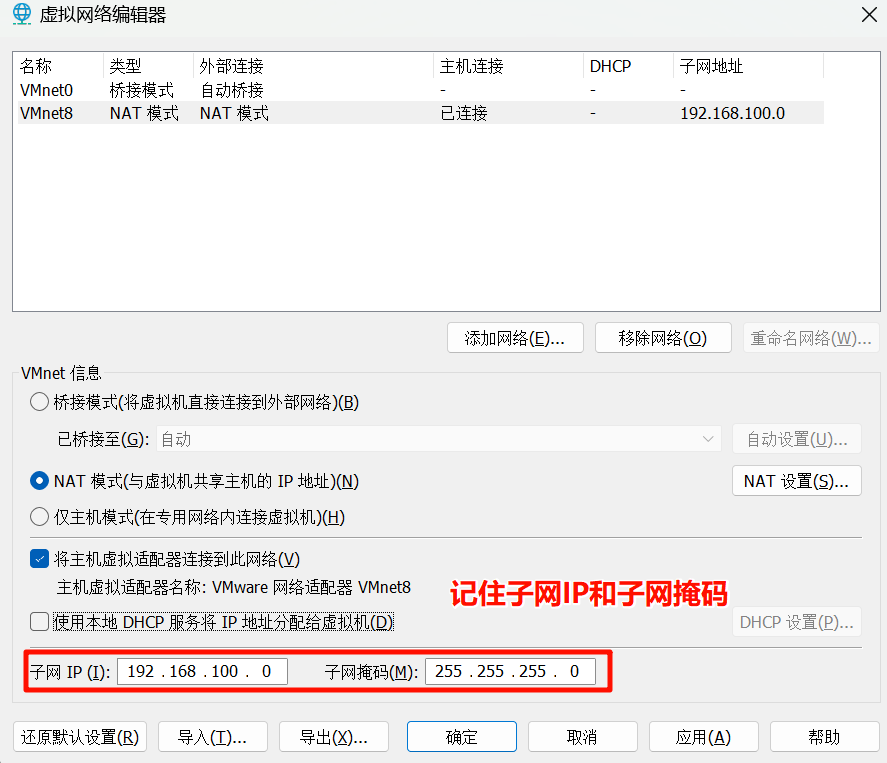 虚拟网络编辑器
名称 类型 外部连接 主机连接 DHCP 子网地址
VMnet0 桥接模式 自动桥接 - - -
VMnet8 NAT 模式 NAT 模式 已连接 - 192.168.100.0
添加网络(E)... 移除网络(O) 重命名网络(W)...
VMnet 信息
桥接模式(将虚拟机直接连接到外部网络)(B)
已桥接至(G): 自动 自动设置(U)...
NAT 模式(与虚拟机共享主机的 IP 地址)(N) NAT 设置(S)...
仅主机模式(在专用网络内连接虚拟机)(H)
将主机虚拟适配器连接到此网络(V)
主机虚拟适配器名称: VMware 网络适配器 VMnet8
记住子网IP和子网掩码
使用本地 DHCP 服务将 IP 地址分配给虚拟机(D) DHCP 设置(P)...
子网 IP (I): 192 . 168 . 100 . 0 子网掩码(M): 255 . 255 . 255 . 0
还原默认设置(R) 导入(T)... 导出(X)... 确定 取消 应用(A) 帮助